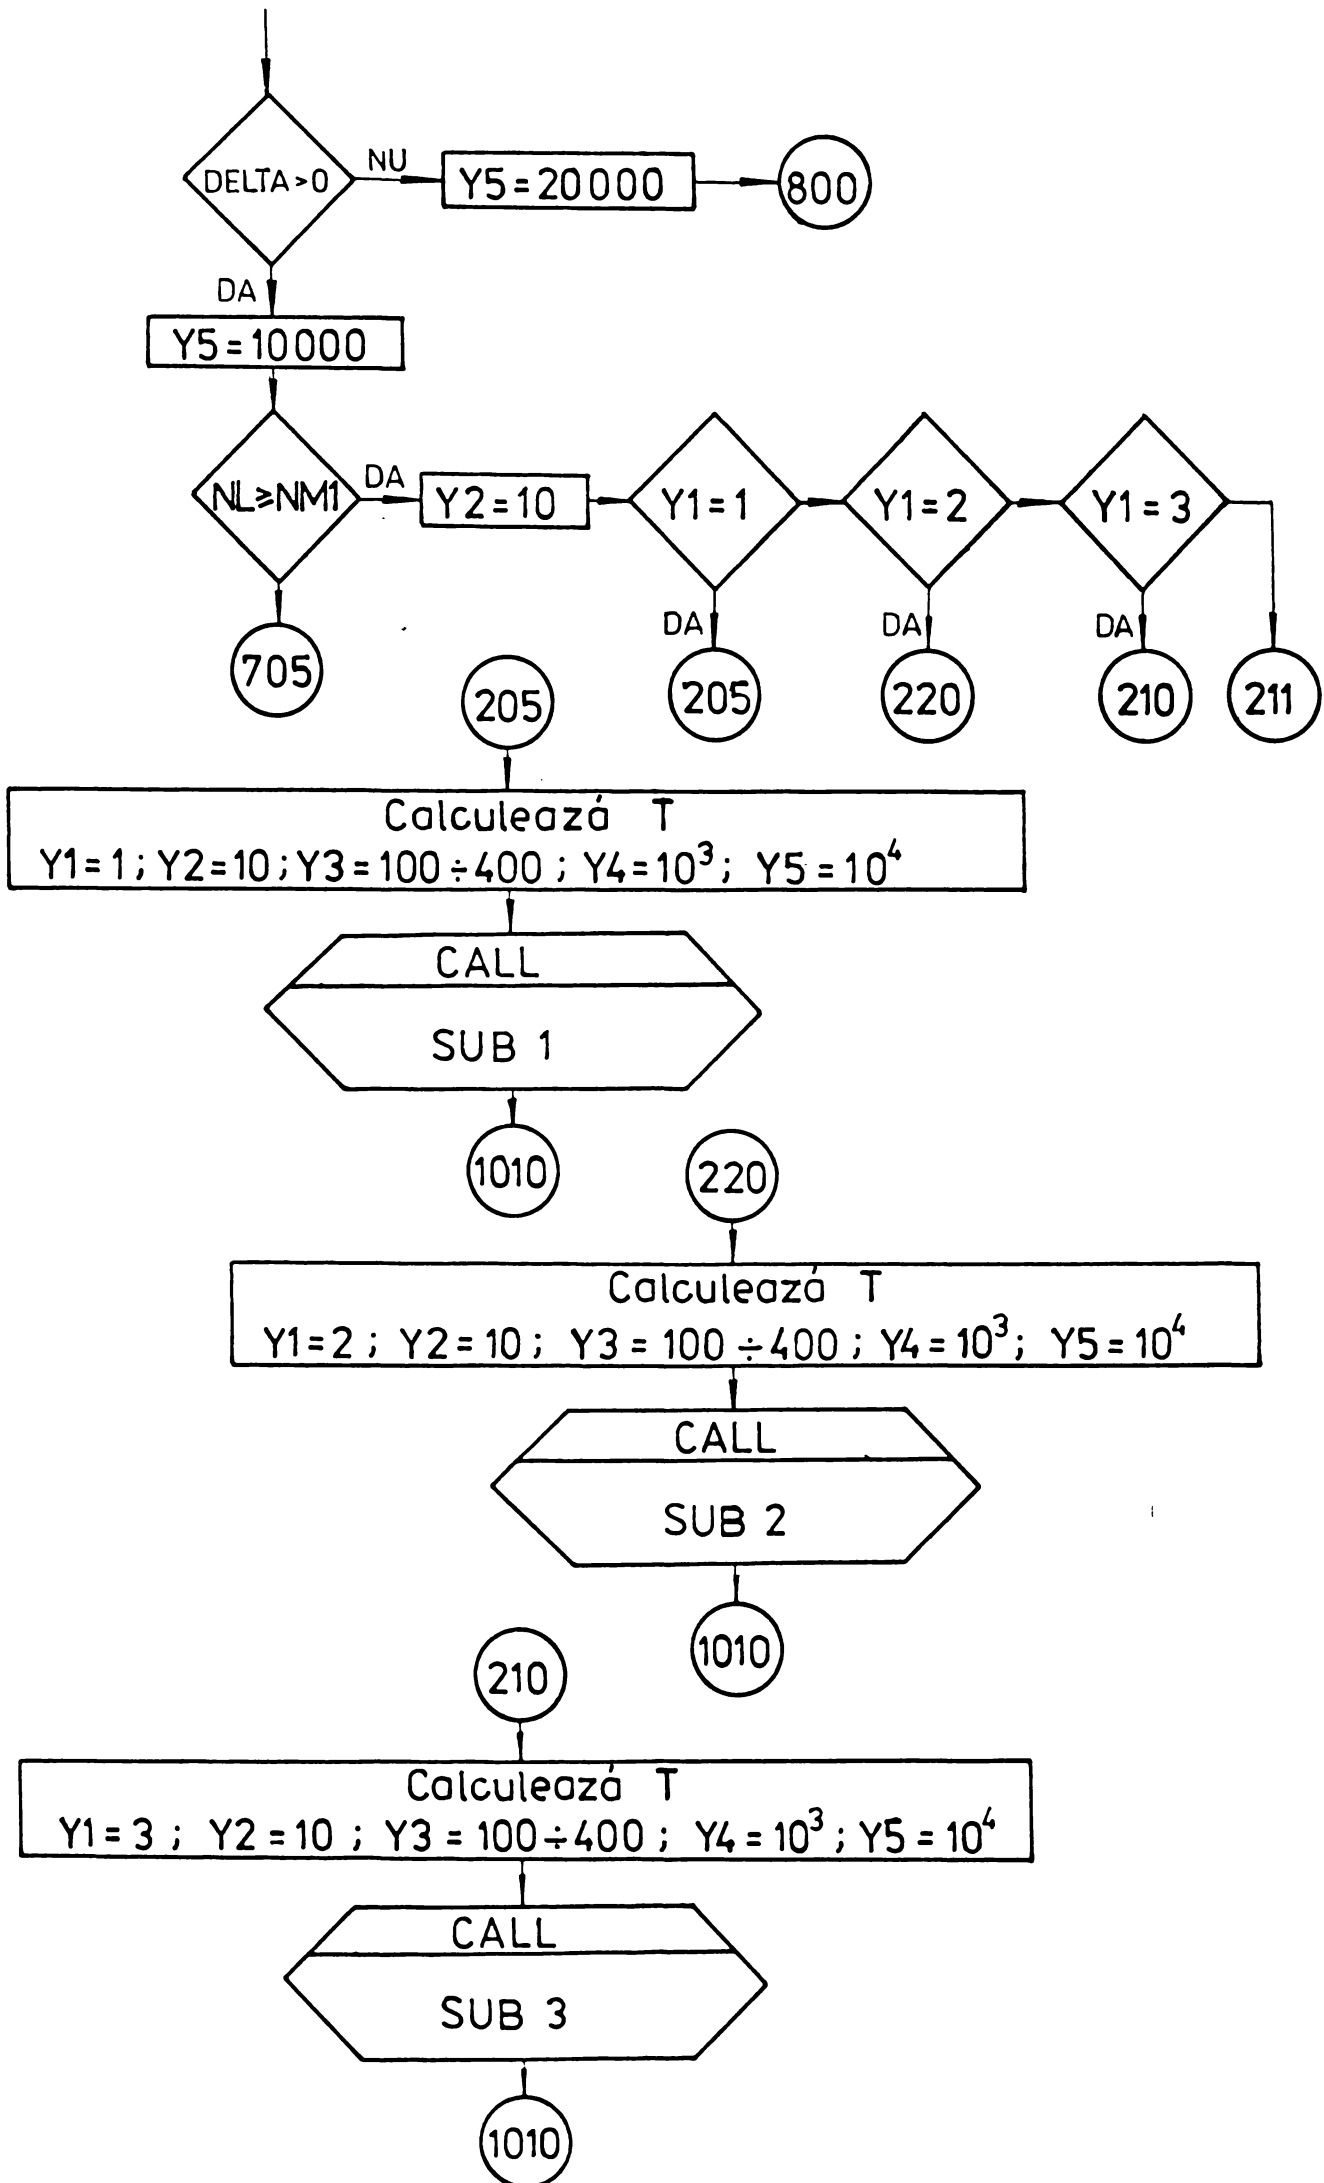 DELTA>0
NU
Y5=20000
800
DA
Y5=10000
NL≥NM1
DA
Y2=10
Y1=1
Y1=2
Y1=3
DA
DA
DA
705
205
220
210
211
205
Calculeazá T
Y1=1; Y2=10; Y3=100÷400; Y4=10³; Y5=10⁴
CALL
SUB 1
1010
220
Calculeazá T
Y1=2; Y2=10; Y3=100÷400; Y4=10³; Y5=10⁴
CALL
SUB 2
1010
210
Calculeazá T
Y1=3; Y2=10; Y3=100÷400; Y4=10³; Y5=10⁴
CALL
SUB 3
1010